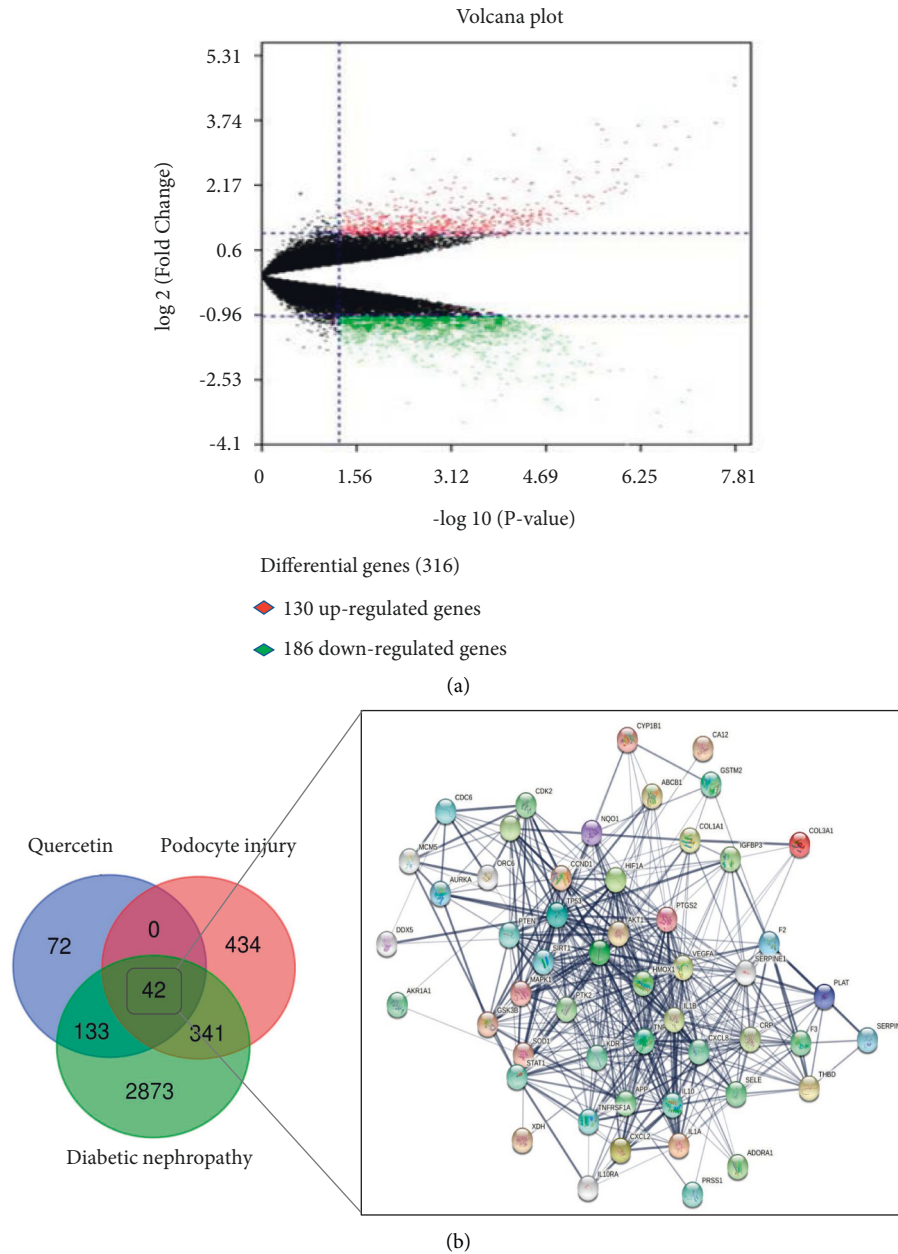 Volcana plot
5.31
3.74
2.17
0.6
-0.96
-2.53
-4.1
log 2 (Fold Change)
0 1.56 3.12 4.69 6.25 7.81
-log 10 (P-value)
Differential genes (316)
130 up-regulated genes
186 down-regulated genes
(a)
Quercetin Podocyte injury
72 0 434
42
133 341
2873
Diabetic nephropathy
CYP1B1
CA12
GSTM2
ABCB1
CDK2
CDC6
NQO1
COL1A1
COL3A1
IGFBP3
MCM5
ORC6
CCND1
HIF1A
AURKA
TP53
PTGS2
AKT1
PTEN
DDX5
F2
SIRT1
VEGFA
SERPINE1
HMOX1
MAPK1
PLAT
AKR1A1
PTK2
IL1B
GSK3B
TNF
CXCL8
CRP
F3
SERPIN
SOD1
KDR
STAT1
THBD
SELE
APP
IL10
TNFRSF1A
XDH
CXCL2
IL1A
ADORA1
IL10RA
PRSS1
(b)